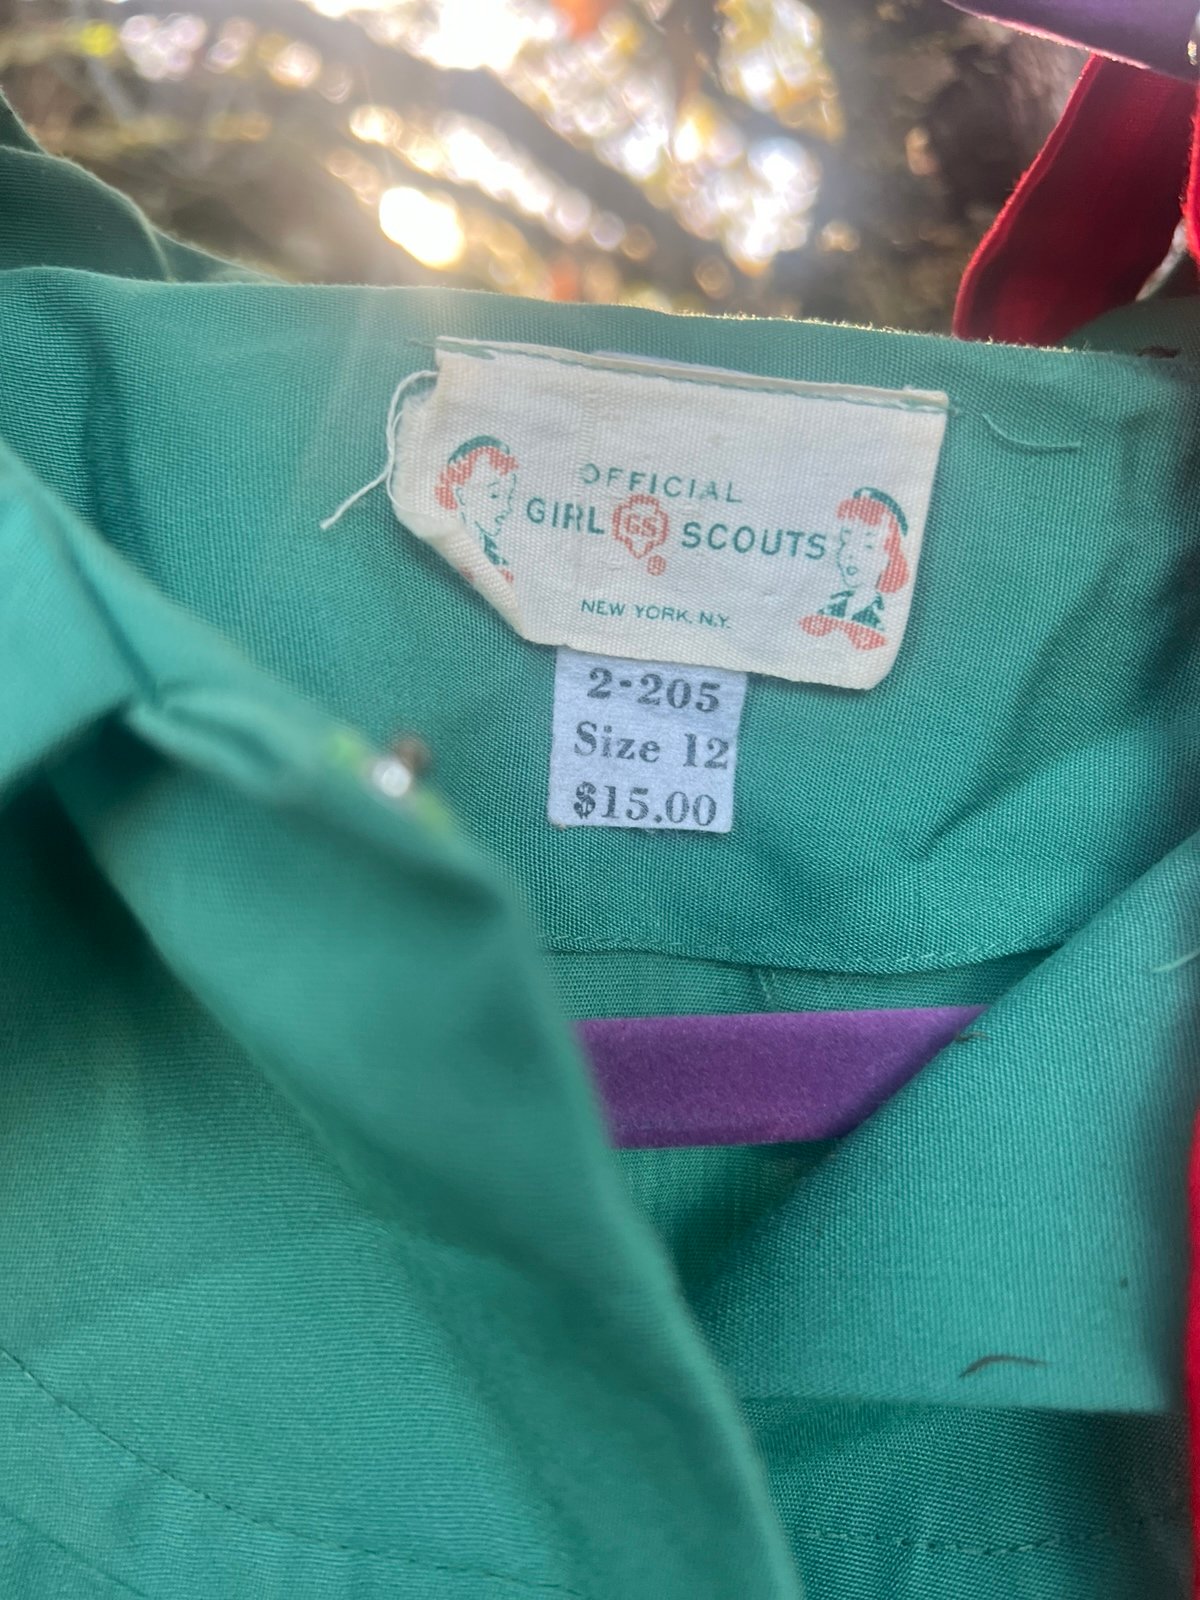 OFFICIAL
GIRL GS SCOUTS
®
NEW YORK, N.Y.
2-205
Size 12
$15.00